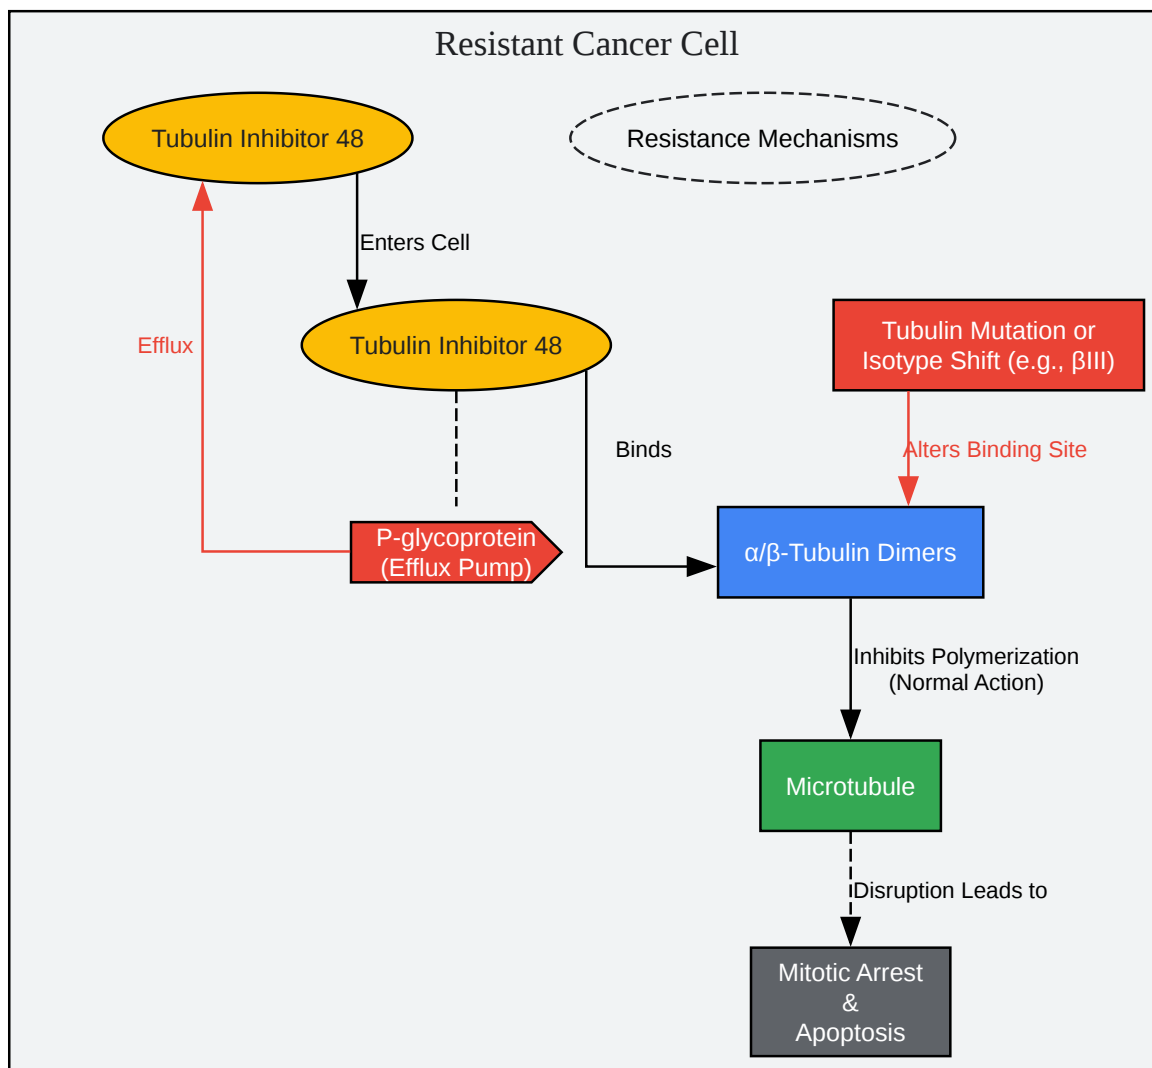 Resistant Cancer Cell
Tubulin Inhibitor 48
Resistance Mechanisms
Enters Cell
Efflux
Tubulin Inhibitor 48
Tubulin Mutation or
Isotype Shift (e.g., βIII)
Binds
Alters Binding Site
P-glycoprotein
(Efflux Pump)
α/β-Tubulin Dimers
Inhibits Polymerization
(Normal Action)
Microtubule
Disruption Leads to
Mitotic Arrest
&
Apoptosis